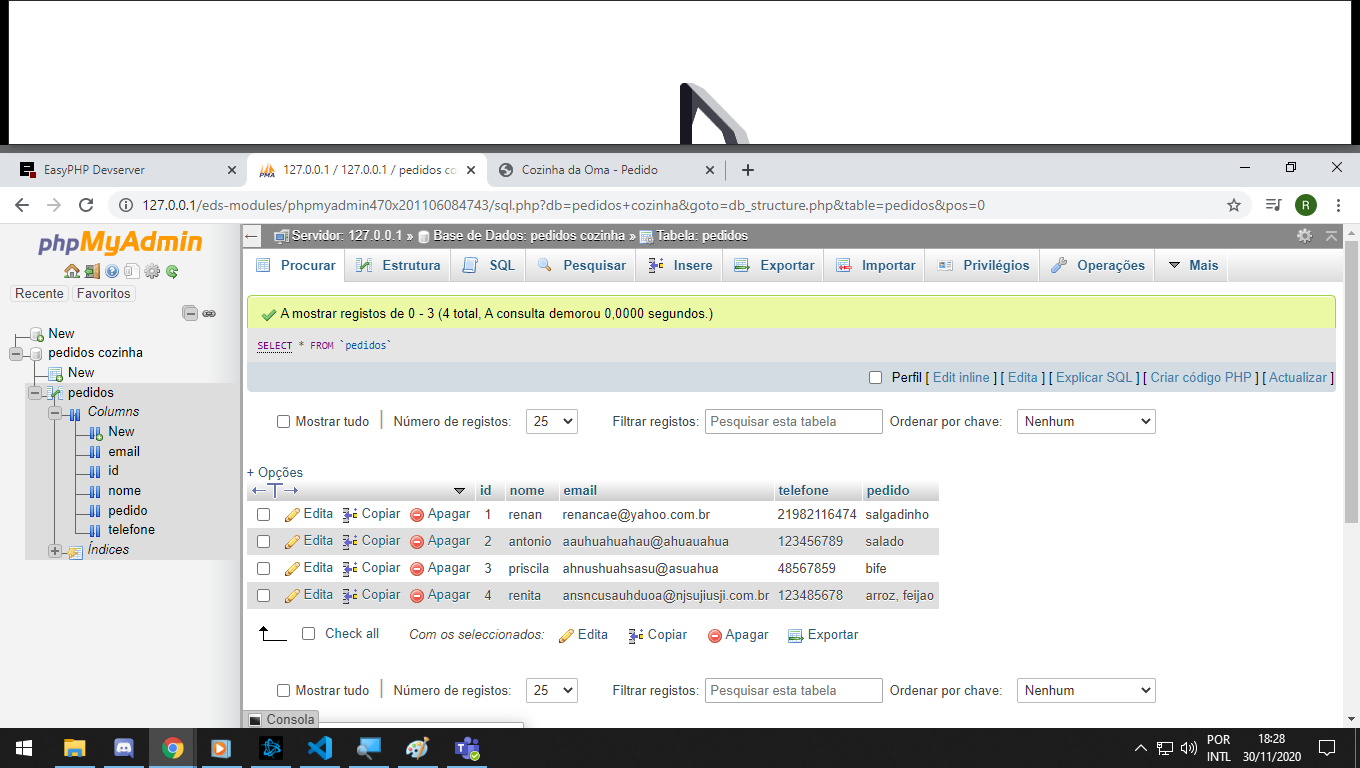 EasyPHP Devserver
127.0.0.1 / 127.0.0.1 / pedidos co
Cozinha da Oma - Pedido
127.0.0.1/eds-modules/phpmyadmin470x201106084743/sql.php?db=pedidos+cozinha&goto=db_structure.php&table=pedidos&pos=0
R
phpMyAdmin
Recente Favoritos
New
pedidos cozinha
New
pedidos
Columns
New
email
id
nome
pedido
telefone
Índices
Servidor: 127.0.0.1 » Base de Dados: pedidos cozinha » Tabela: pedidos
Procurar Estrutura SQL Pesquisar Insere Exportar Importar Privilégios Operações Mais
A mostrar registos de 0 - 3 (4 total, A consulta demorou 0,0000 segundos.)
SELECT * FROM `pedidos`
Perfil [ Edit inline ] [ Edita ] [ Explicar SQL ] [ Criar código PHP ] [ Actualizar ]
Mostrar tudo | Número de registos: 25 Filtrar registos: Pesquisar esta tabela Ordenar por chave: Nenhum
+ Opções
←T→ id nome email telefone pedido
Edita Copiar Apagar 1 renan renancae@yahoo.com.br 21982116474 salgadinho
Edita Copiar Apagar 2 antonio aauhuahuahau@ahuauahua 123456789 salado
Edita Copiar Apagar 3 priscila ahnushuahsasu@asuahua 48567859 bife
Edita Copiar Apagar 4 renita ansncusauhduoa@njsujiusji.com.br 123485678 arroz, feijao
Check all Com os seleccionados: Edita Copiar Apagar Exportar
Mostrar tudo | Número de registos: 25 Filtrar registos: Pesquisar esta tabela Ordenar por chave: Nenhum
Consola
POR
INTL
18:28
30/11/2020